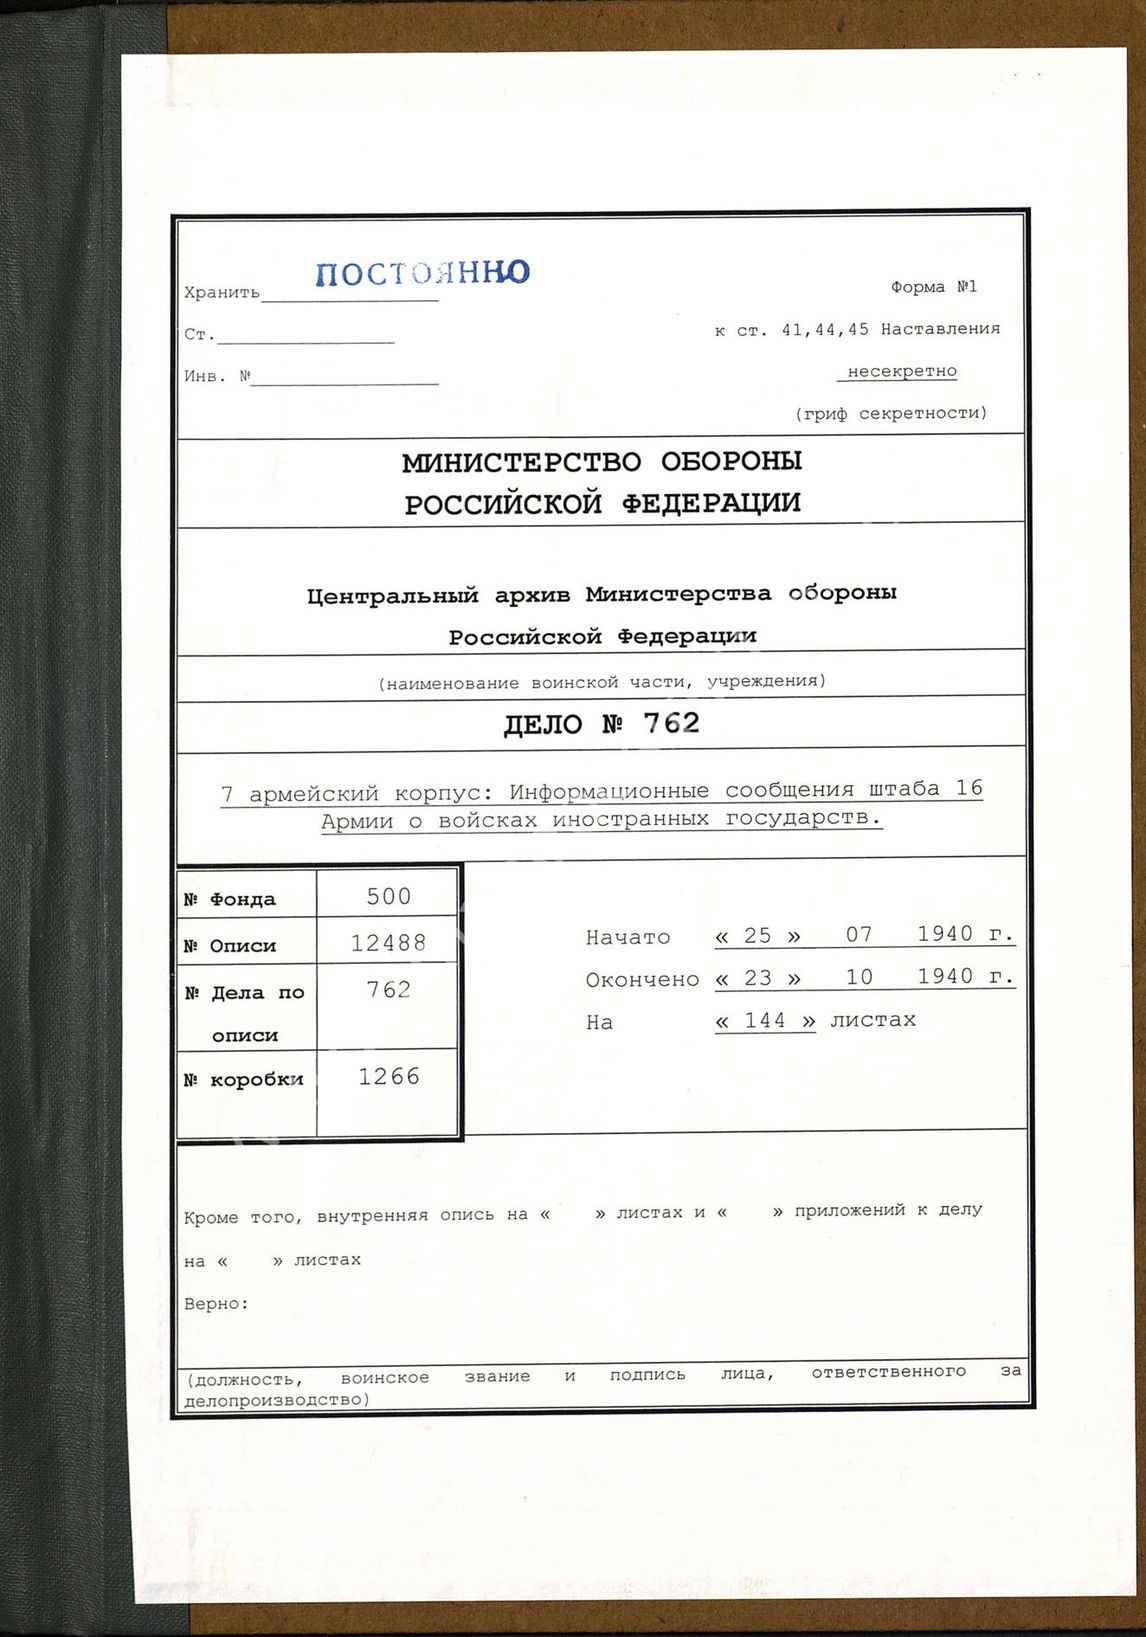 Хранить ПОСТОЯННО
Форма №1
Ст.
к ст. 41,44,45 Наставления
Инв. №
несекретно
(гриф секретности)
МИНИСТЕРСТВО ОБОРОНЫ
РОССИЙСКОЙ ФЕДЕРАЦИИ
Центральный архив Министерства обороны
Российской Федерации
(наименование воинской части, учреждения)
ДЕЛО № 762
7 армейский корпус: Информационные сообщения штаба 16
Армии о войсках иностранных государств.
№ Фонда 500
№ Описи 12488
№ Дела по 762
описи
№ коробки 1266
Начато « 25 » 07 1940 г.
Окончено « 23 » 10 1940 г.
На « 144 » листах
Кроме того, внутренняя опись на « » листах и « » приложений к делу
на « » листах
Верно:
(должность, воинское звание и подпись лица, ответственного за
делопроизводство)